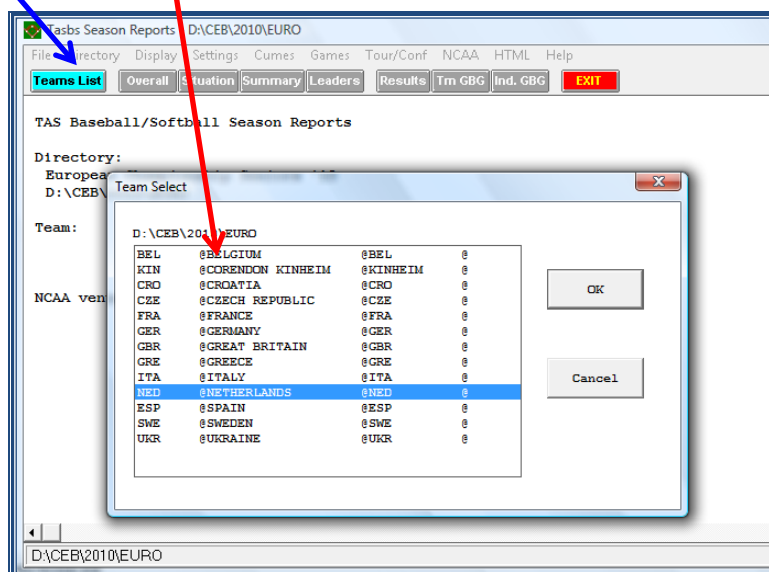 Tasbs Season Reports D:\CEB\2010\EURO
File Directory Display Settings Cumes Games Tour/Conf NCAA HTML Help
Teams List Overall Situation Summary Leaders Results Tm GBG Ind. GBG EXIT
TAS Baseball/Softball Season Reports
Directory:
D:\CEB\
Team Select
Team:
D:\CEB\2010\EURO
BEL @BELGIUM @BEL @
KIN @CORENDON KINHEIM @KINHEIM @
CRO @CROATIA @CRO @
CZE @CZECH REPUBLIC @CZE @
FRA @FRANCE @FRA @
GER @GERMANY @GER @
GBR @GREAT BRITAIN @GBR @
GRE @GREECE @GRE @
ITA @ITALY @ITA @
NED @NETHERLANDS @NED @
ESP @SPAIN @ESP @
SWE @SWEDEN @SWE @
UKR @UKRAINE @UKR @
OK
Cancel
NCAA ver
D:\CEB\2010\EURO